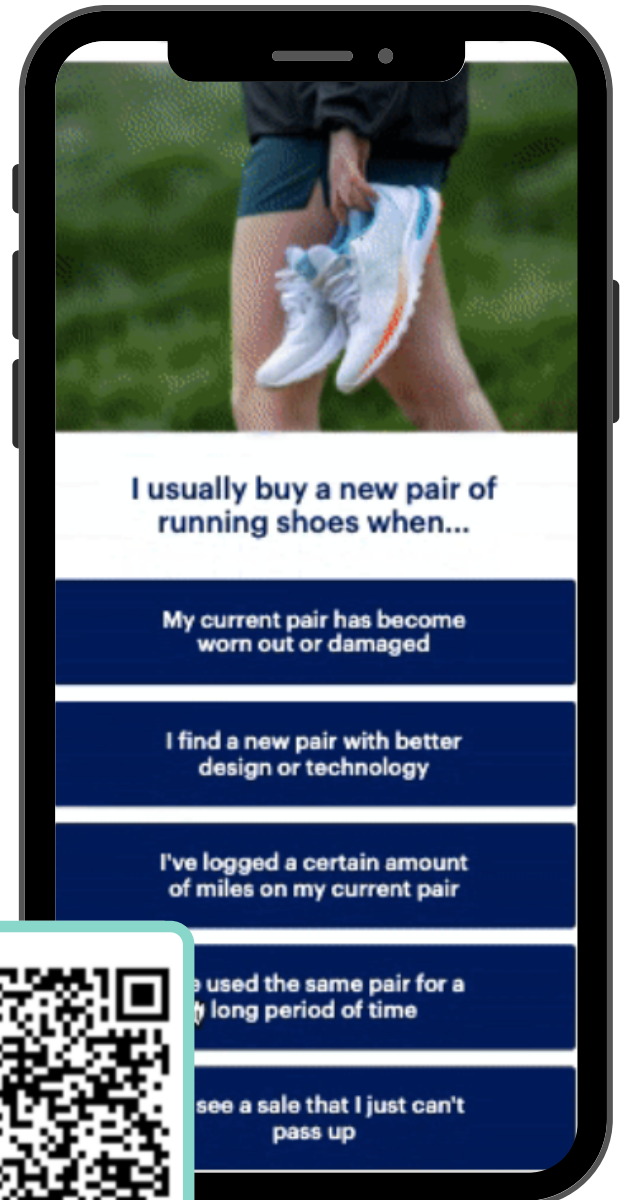 I usually buy a new pair of
running shoes when...
My current pair has become
worn out or damaged
I find a new pair with better
design or technology
I've logged a certain amount
of miles on my current pair
used the same pair for a
long period of time
see a sale that I just can't
pass up